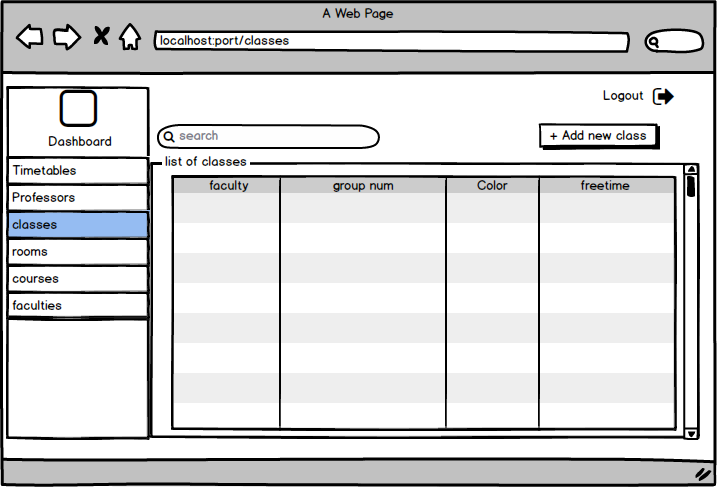 A Web Page
localhost:port/classes
Logout
Dashboard
search
+ Add new class
Timetables
Professors
classes
rooms
courses
faculties
list of classes
faculty group num Color freetime